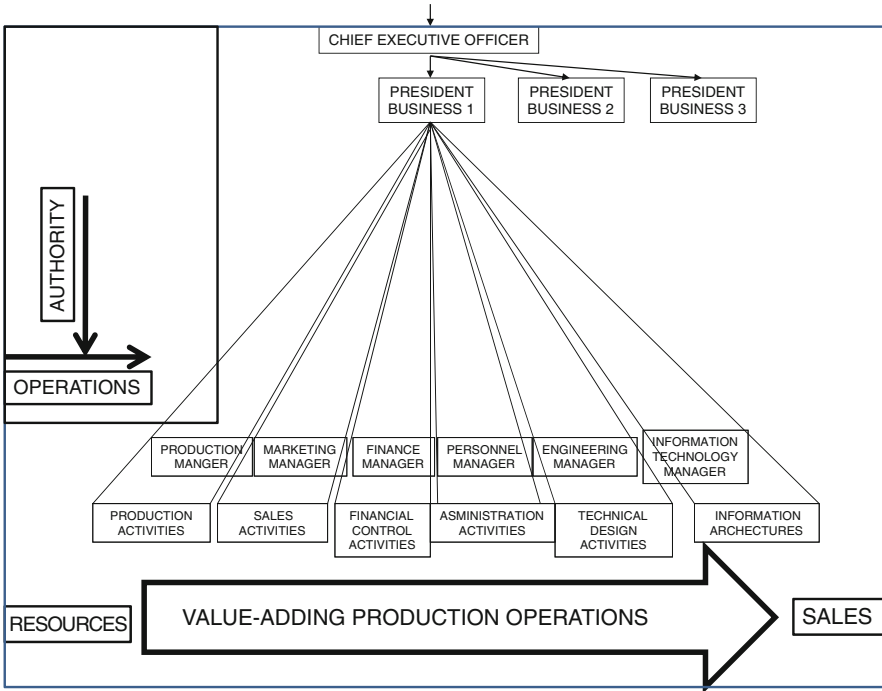 CHIEF EXECUTIVE OFFICER
PRESIDENT
BUSINESS 1
PRESIDENT
BUSINESS 2
PRESIDENT
BUSINESS 3
AUTHORITY
OPERATIONS
PRODUCTION
MANGER
MARKETING
MANAGER
FINANCE
MANAGER
PERSONNEL
MANAGER
ENGINEERING
MANAGER
INFORMATION
TECHNOLOGY
MANAGER
PRODUCTION
ACTIVITIES
SALES
ACTIVITIES
FINANCIAL
CONTROL
ACTIVITIES
ASMINISTRATION
ACTIVITIES
TECHNICAL
DESIGN
ACTIVITIES
INFORMATION
ARCHECTURES
RESOURCES
VALUE-ADDING PRODUCTION OPERATIONS
SALES